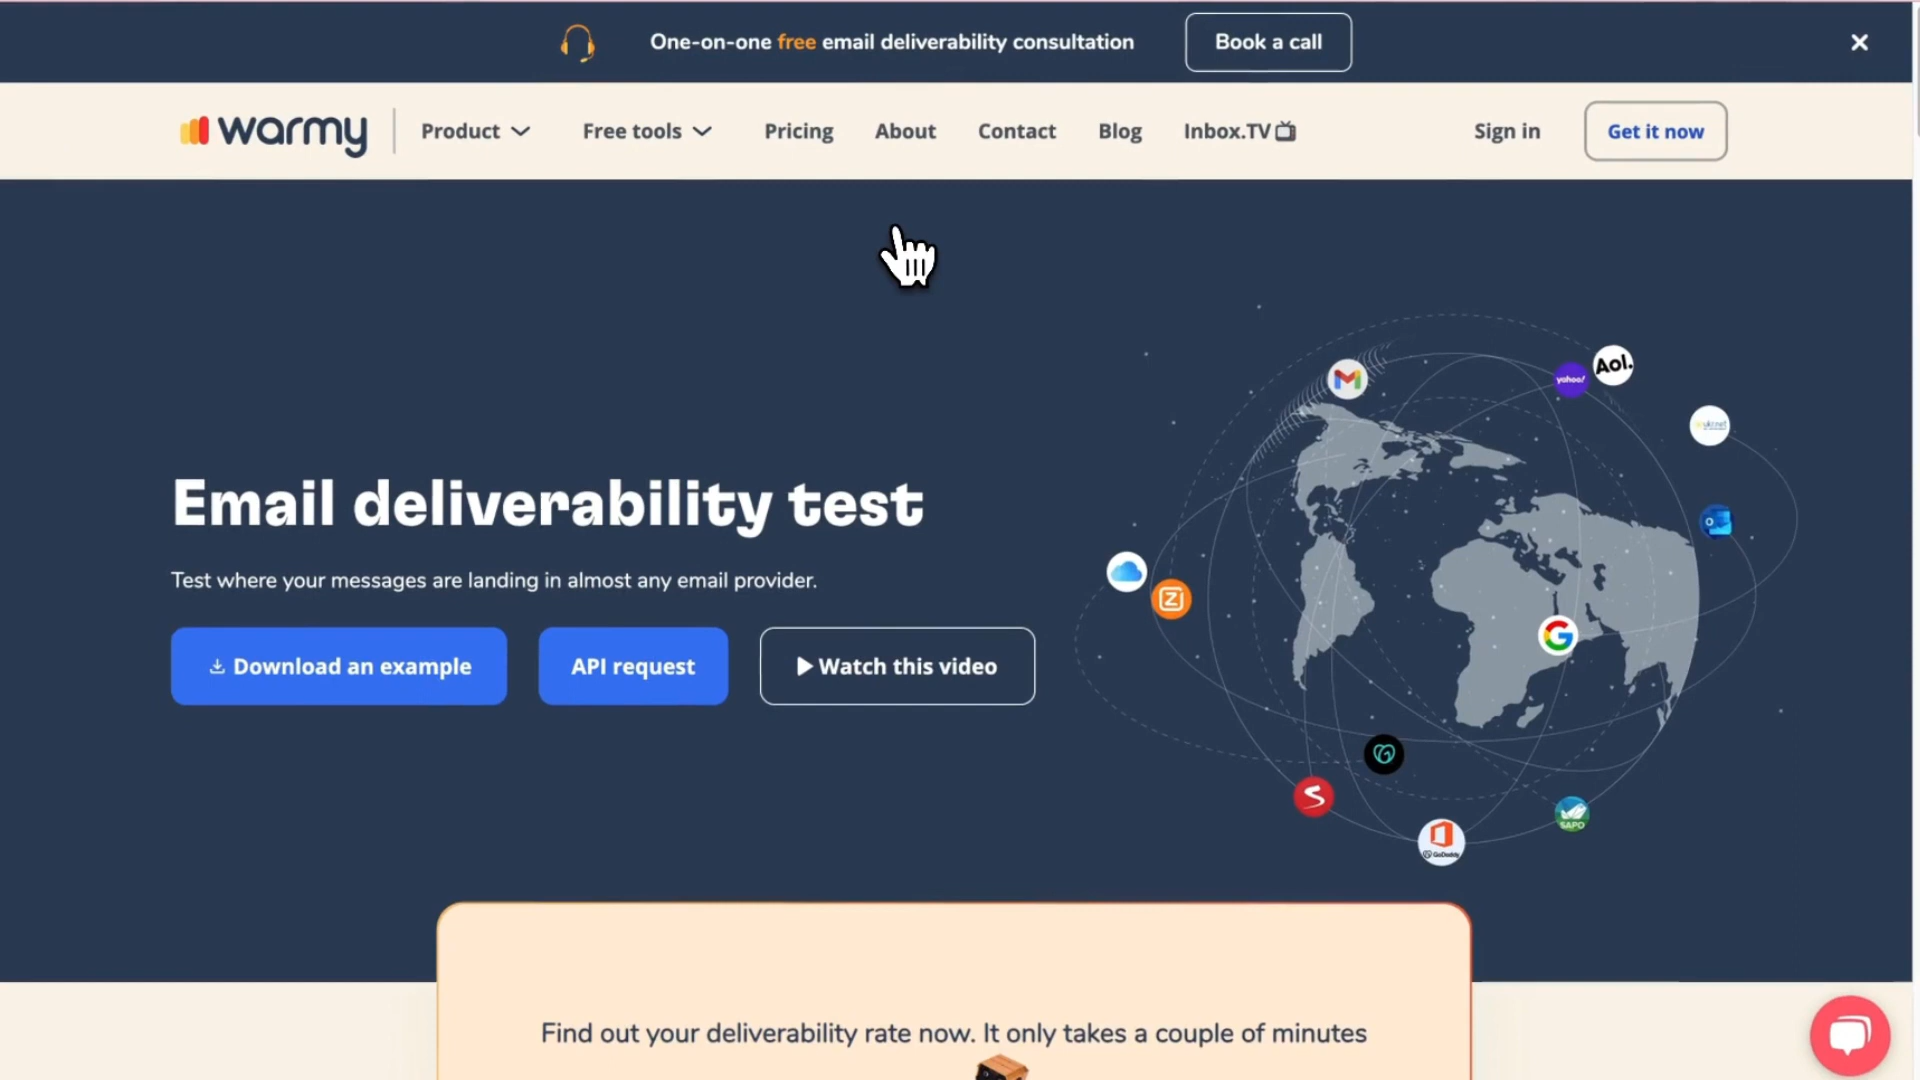 One-on-one free email deliverability consultation
Book a call
warmy
Product
Free tools
Pricing
About
Contact
Blog
Inbox.TV
Sign in
Get it now
Email deliverability test
Test where your messages are landing in almost any email provider.
Download an example
API request
Watch this video
yahoo!
Aol.
SAPO
GoDaddy
Find out your deliverability rate now. It only takes a couple of minutes